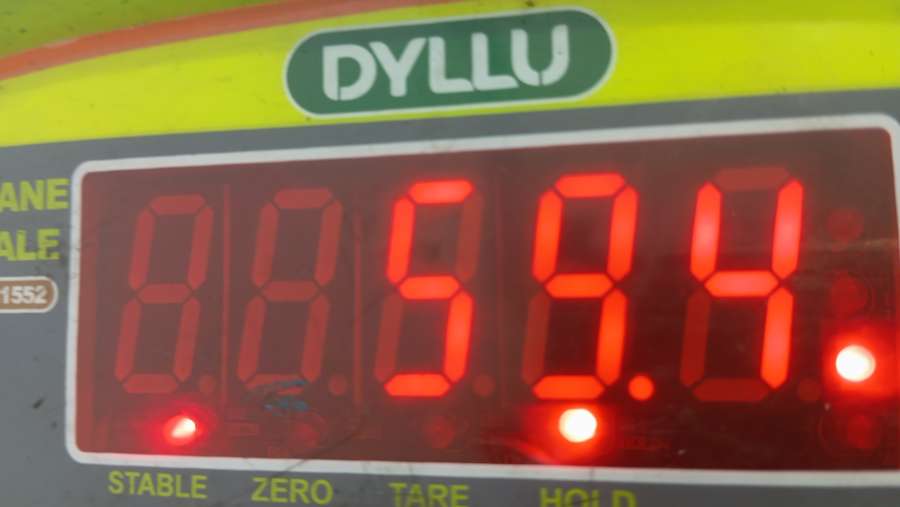 DYLLU
ANE
ALE
1552
59.4
STABLE ZERO TARE HOLD